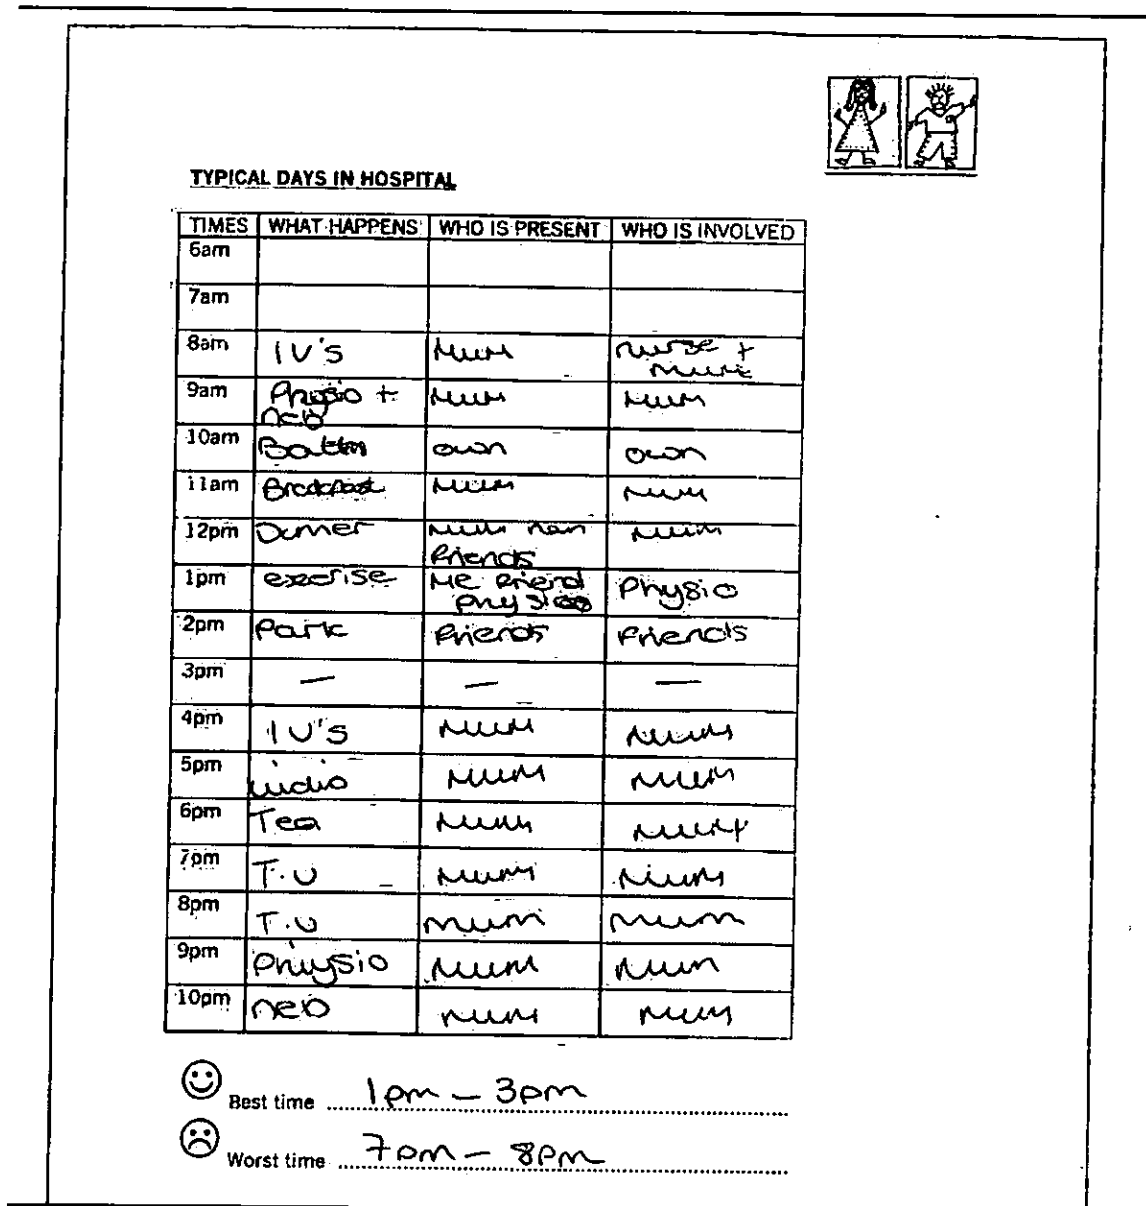 TYPICAL DAYS IN HOSPITAL
TIMES WHAT HAPPENS WHO IS PRESENT WHO IS INVOLVED
6am
7am
8am IV's Mum nurse +
mum
9am Physio + Mum Mum
neb
10am Bath own own
11am Breakfast Mum Mum
12pm Dinner Mum nan Mum
friends
1pm exercise Me friend Physio
physio
2pm Park Friends Friends
3pm — — —
4pm IV's Mum Mum
5pm Mum Mum
6pm Tea Mum Mum
7pm T.V Mum Mum
8pm T.V Mum Mum
9pm Physio Mum Mum
10pm neb Mum Mum
Best time 1pm – 3pm
Worst time 7pm – 8pm